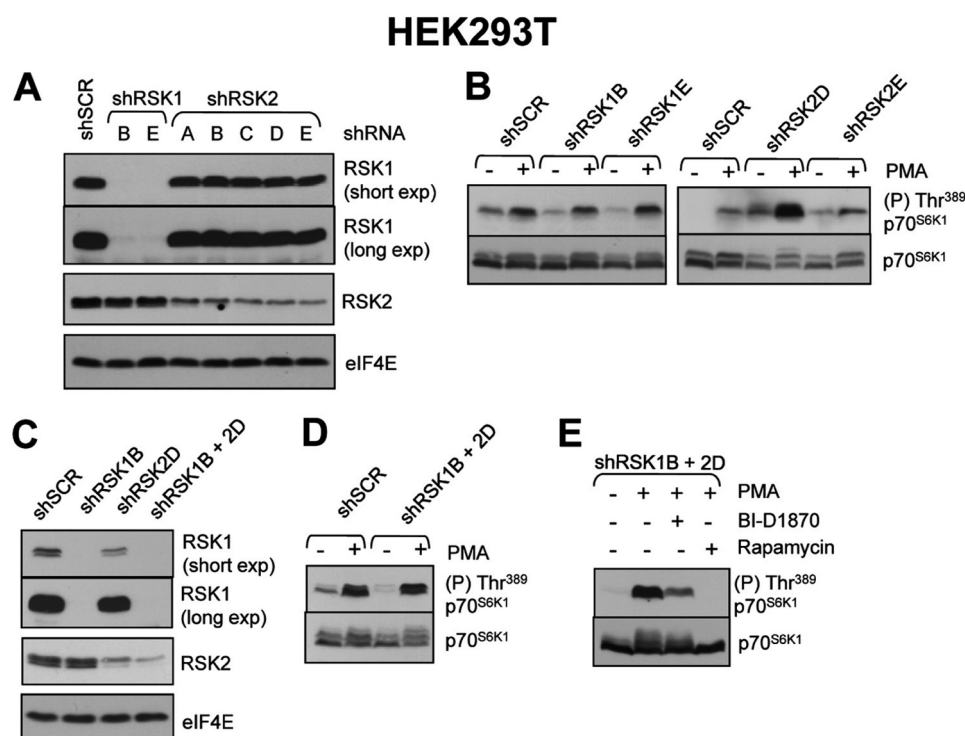 HEK293T
A
shSCR
shRSK1 shRSK2
B E A B C D E shRNA
RSK1
(short exp)
RSK1
(long exp)
RSK2
eIF4E
B
shSCR shRSK1B shRSK1E shSCR shRSK2D shRSK2E
- + - + - + - + - + - + PMA
(P) Thr389
p70S6K1
p70S6K1
C
shSCR shRSK1B shRSK2D shRSK1B + 2D
RSK1
(short exp)
RSK1
(long exp)
RSK2
eIF4E
D
shSCR shRSK1B + 2D
- + - + PMA
(P) Thr389
p70S6K1
p70S6K1
E
shRSK1B + 2D
- + + + PMA
- - + - BI-D1870
- - - + Rapamycin
(P) Thr389
p70S6K1
p70S6K1